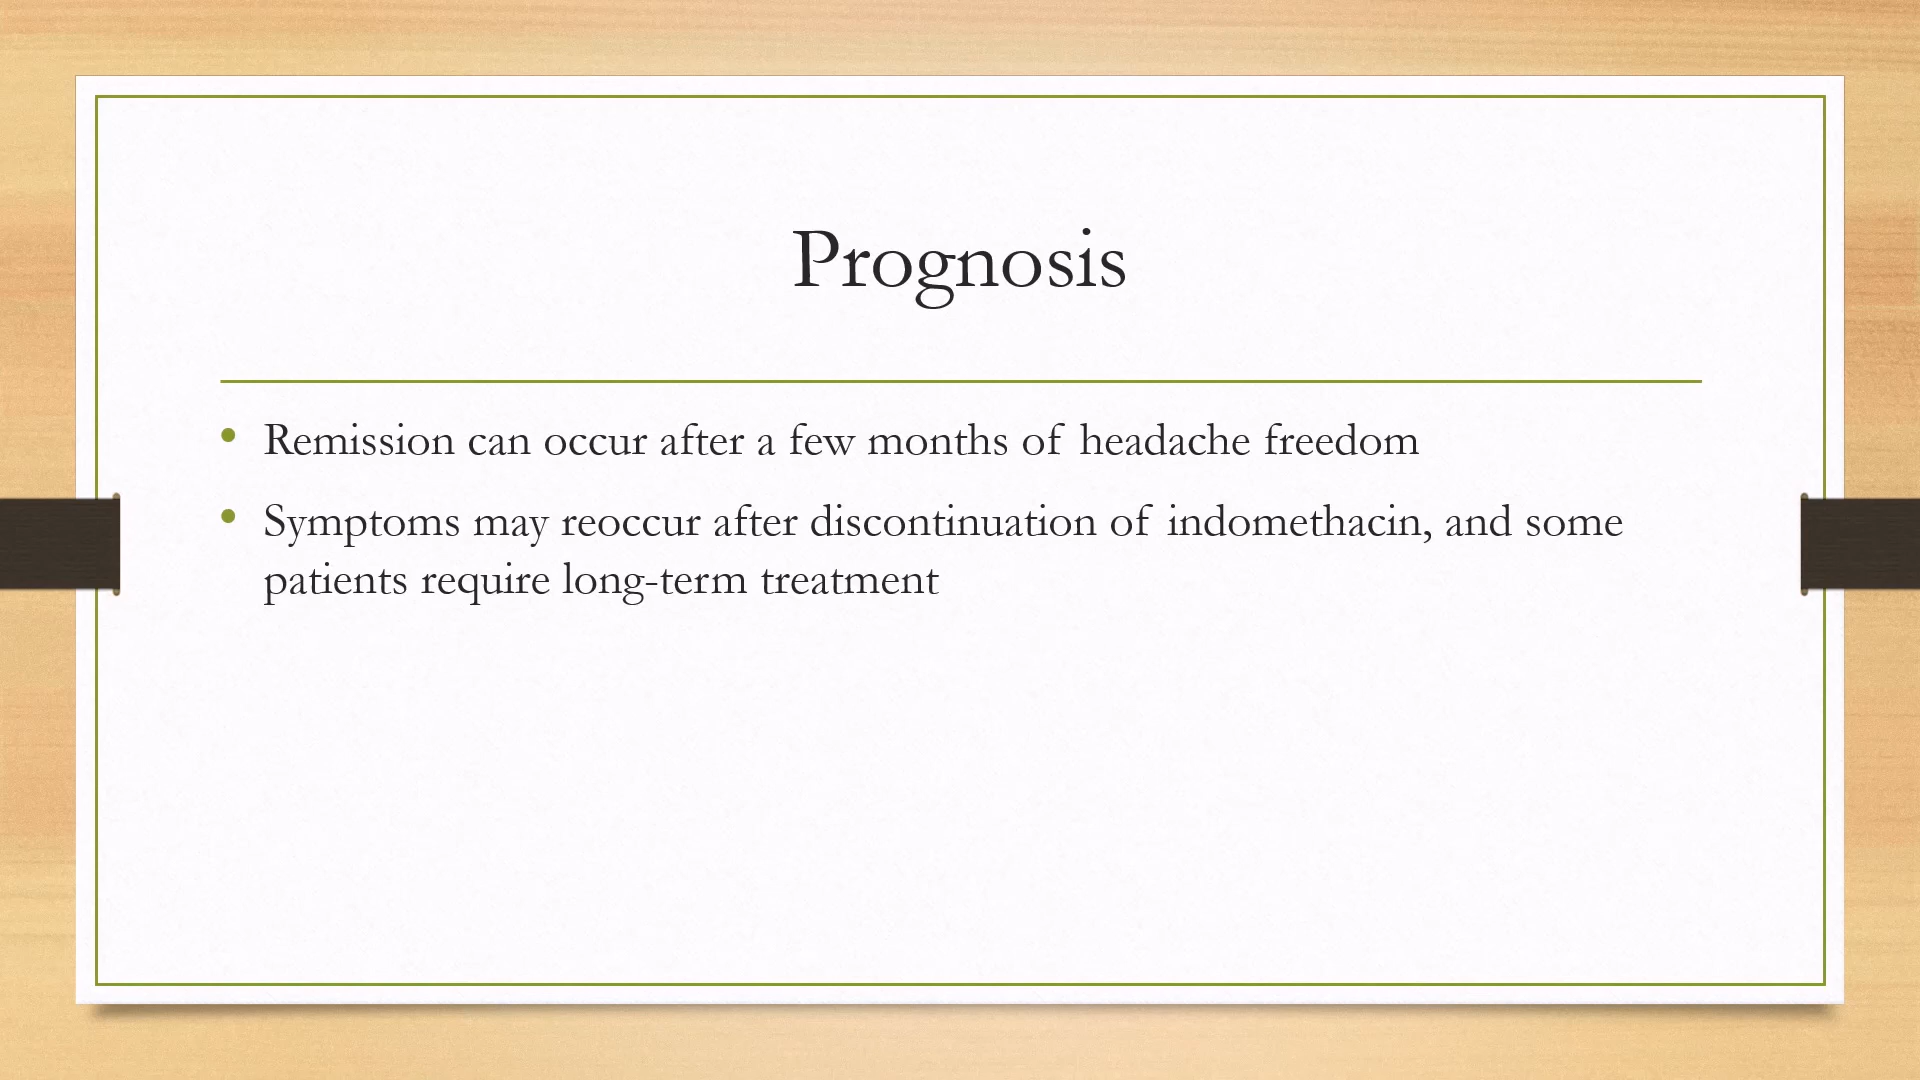 Prognosis
• Remission can occur after a few months of headache freedom
• Symptoms may reoccur after discontinuation of indomethacin, and some
patients require long-term treatment